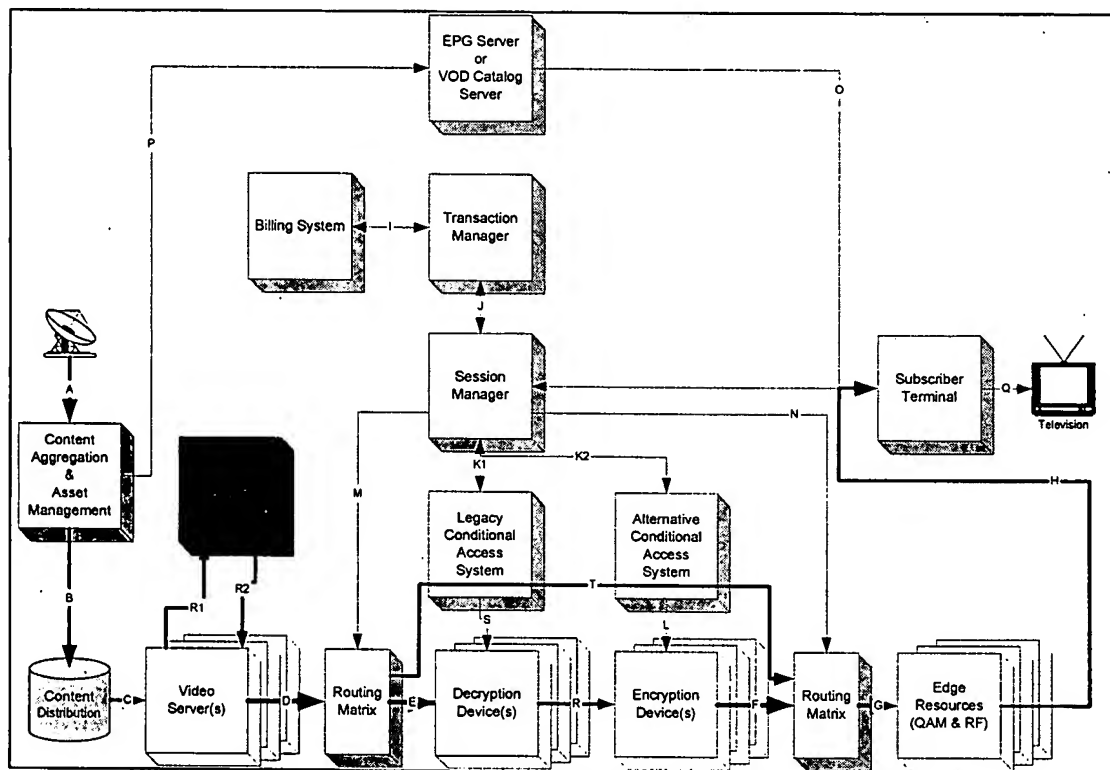 EPG Server
or
VOD Catalog
Server
O
P
Billing System
I
Transaction
Manager
J
A
Session
Manager
Subscriber
Terminal
Q
Television
N
Content
Aggregation
&
Asset
Management
K1
K2
M
H
Legacy
Conditional
Access
System
Alternative
Conditional
Access
System
B
T
R1
R2
S
L
Content
Distribution
C
Video
Server(s)
D
Routing
Matrix
E
Decryption
Device(s)
R
Encryption
Device(s)
F
Routing
Matrix
G
Edge
Resources
(QAM & RF)